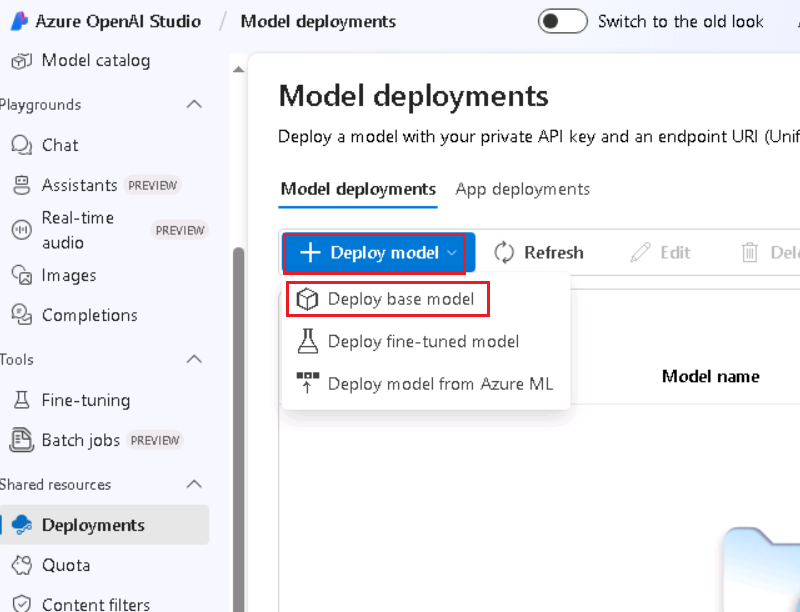 Azure OpenAI Studio / Model deployments
Switch to the old look
Model catalog
Playgrounds
Chat
Assistants PREVIEW
Real-time
audio
PREVIEW
Images
Completions
Tools
Fine-tuning
Batch jobs PREVIEW
Shared resources
Deployments
Quota
Content filters
Model deployments
Deploy a model with your private API key and an endpoint URI (Unif
Model deployments App deployments
Deploy model Refresh Edit Dele
Deploy base model
Deploy fine-tuned model
Deploy model from Azure ML
Model name